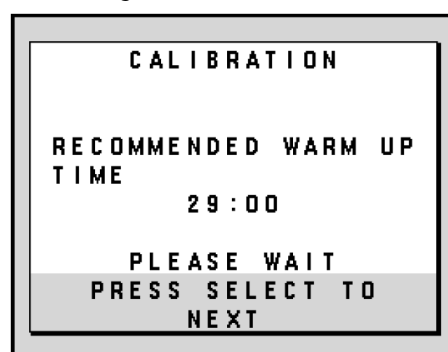 CALIBRATION
RECOMMENDED WARM UP
TIME
29:00
PLEASE WAIT
PRESS SELECT TO
NEXT